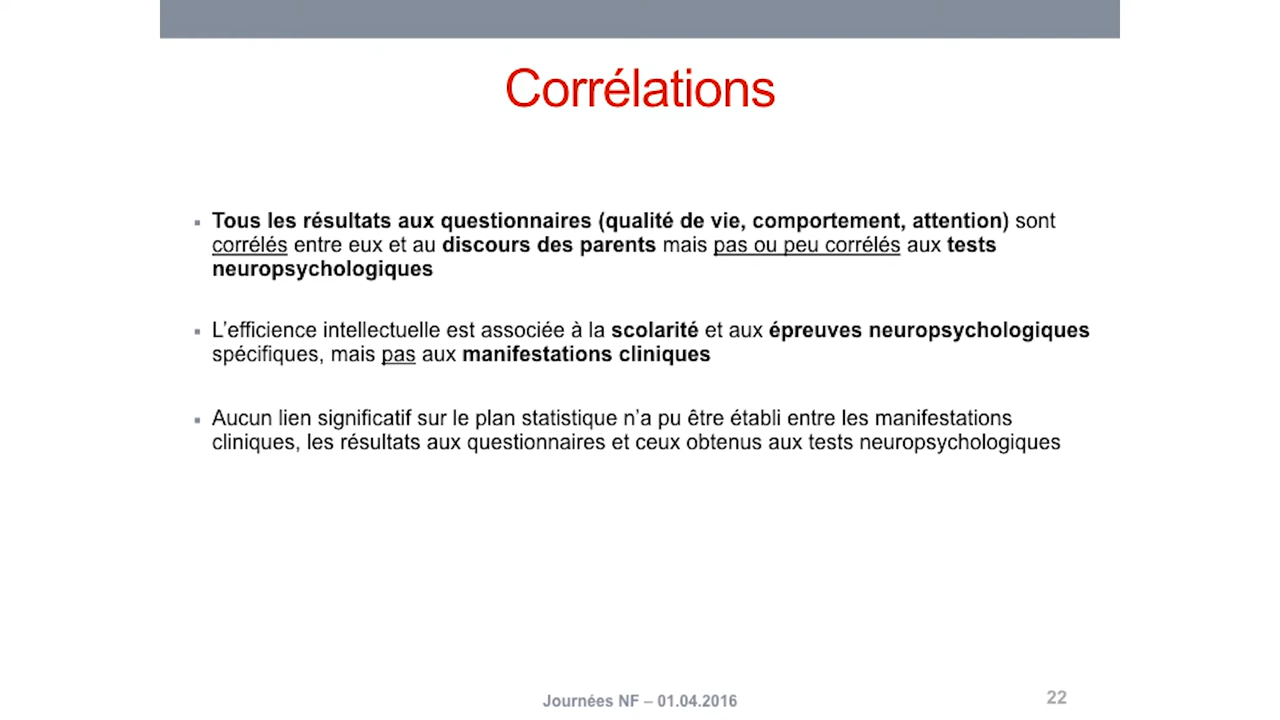 Corrélations
Tous les résultats aux questionnaires (qualité de vie, comportement, attention) sont
corrélés entre eux et au discours des parents mais pas ou peu corrélés aux tests
neuropsychologiques
L'efficience intellectuelle est associée à la scolarité et aux épreuves neuropsychologiques
spécifiques, mais pas aux manifestations cliniques
Aucun lien significatif sur le plan statistique n'a pu être établi entre les manifestations
cliniques, les résultats aux questionnaires et ceux obtenus aux tests neuropsychologiques
Journées NF – 01.04.2016
22